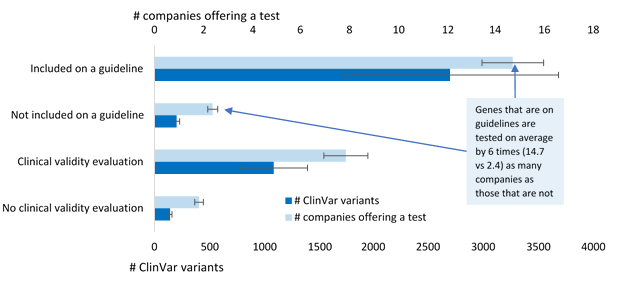 # companies offering a test
0 2 4 6 8 10 12 14 16 18
Included on a guideline
Not included on a guideline
Clinical validity evaluation
No clinical validity evaluation
Genes that are on
guidelines are
tested on average
by 6 times (14.7
vs 2.4) as many
companies as
those that are not
# ClinVar variants
# companies offering a test
0 500 1000 1500 2000 2500 3000 3500 4000
# ClinVar variants